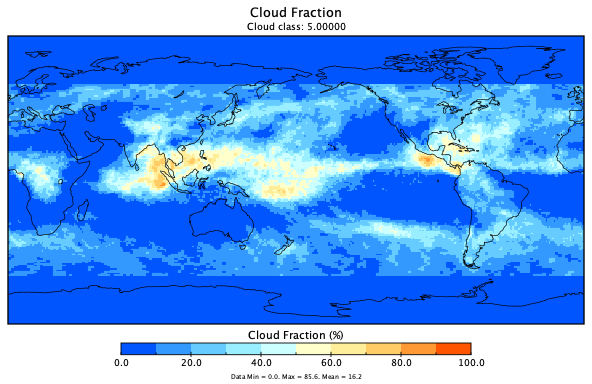 Cloud Fraction
Cloud class: 5.00000
Cloud Fraction (%)
0.0 20.0 40.0 60.0 80.0 100.0
Data Min = 0.0, Max = 85.6, Mean = 16.2